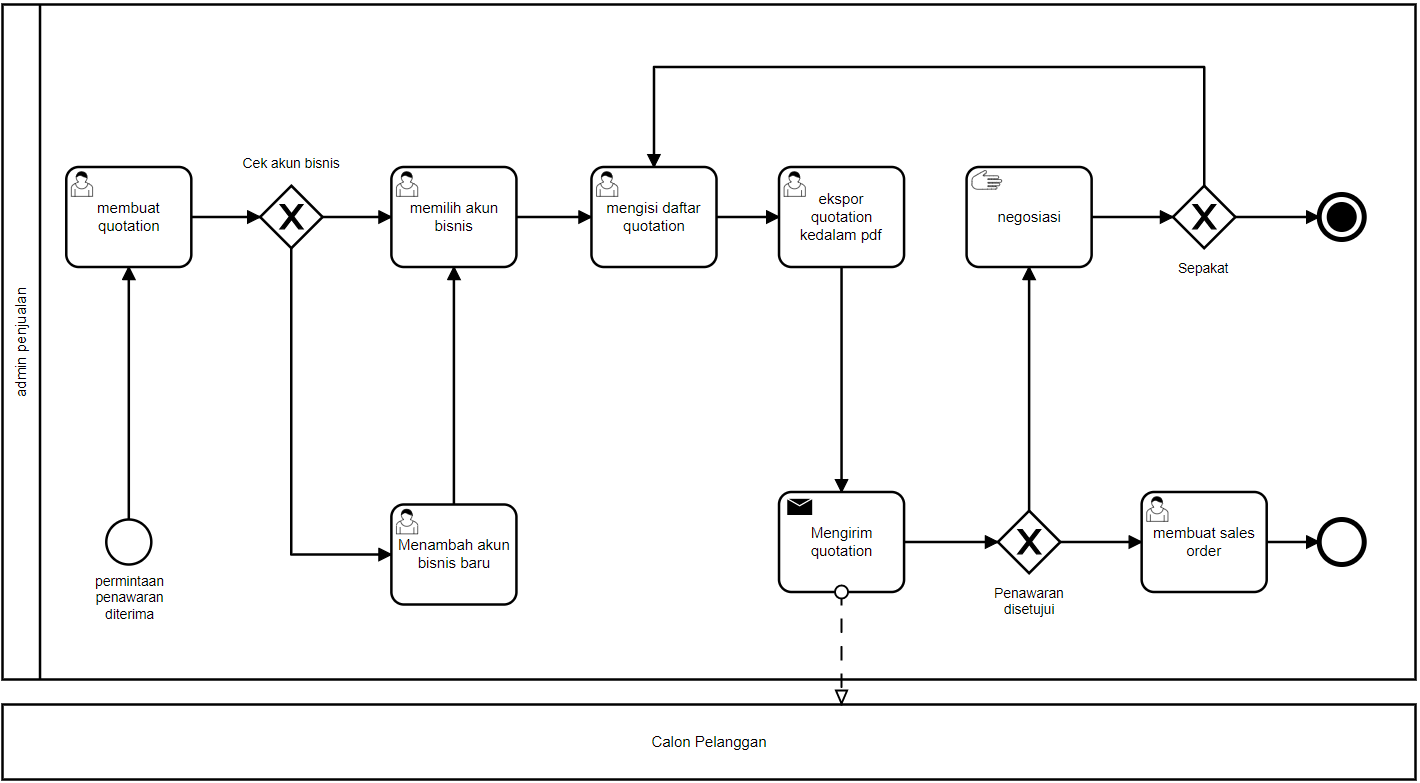 admin penjualan
Cek akun bisnis
membuat
quotation
memilih akun
bisnis
mengisi daftar
quotation
ekspor
quotation
kedalam pdf
negosiasi
Sepakat
permintaan
penawaran
diterima
Menambah akun
bisnis baru
Mengirim
quotation
Penawaran
disetujui
membuat sales
order
Calon Pelanggan